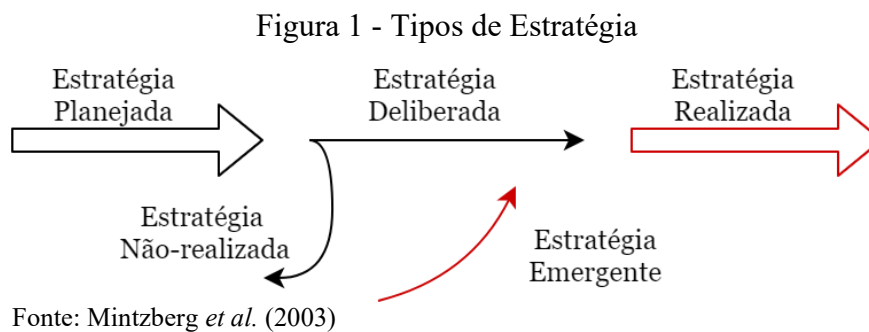 Figura 1 - Tipos de Estratégia
Estratégia
Planejada
Estratégia
Deliberada
Estratégia
Realizada
Estratégia
Não-realizada
Estratégia
Emergente
Fonte: Mintzberg et al. (2003)